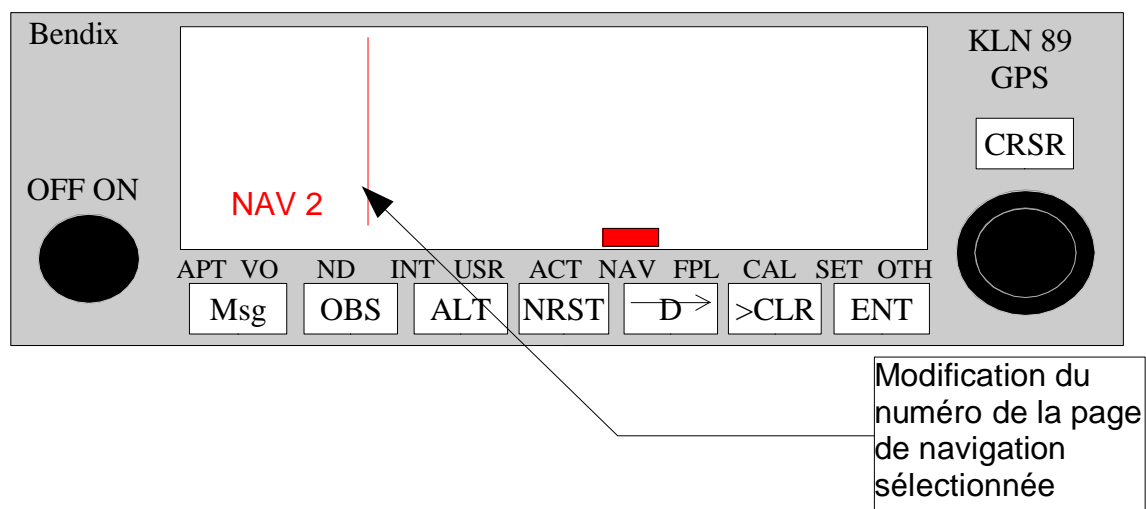 Bendix
KLN 89
GPS
CRSR
OFF ON
NAV 2
APT VO ND INT USR ACT NAV FPL CAL SET OTH
Msg OBS ALT NRST D >CLR ENT
Modification du
numéro de la page
de navigation
sélectionnée